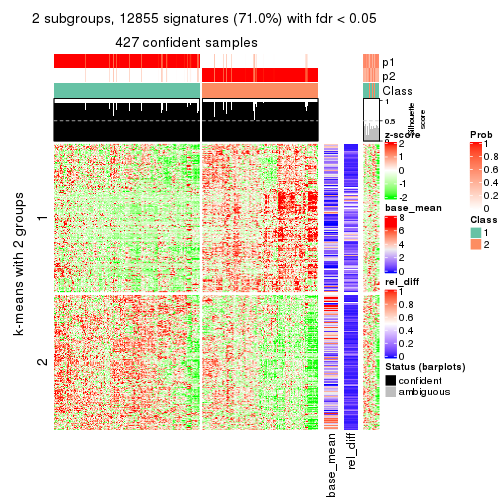 2 subgroups, 12855 signatures (71.0%) with fdr < 0.05
427 confident samples
p1
p2
Class
1
0.5
0
Silhouette
score
k-means with 2 groups
1
2
base_mean
rel_diff
z-score
2
1
0
-1
-2
base_mean
8
6
4
2
0
rel_diff
1
0.8
0.6
0.4
0.2
0
Status (barplots)
confident
ambiguous
Prob
1
0.8
0.6
0.4
0.2
0
Class
1
2